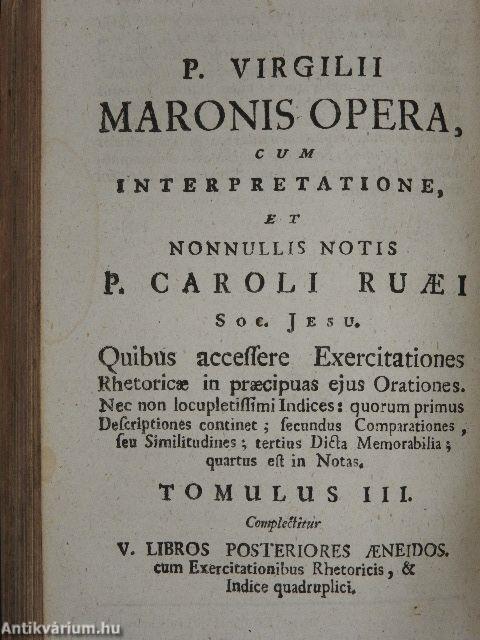 P. VIRGILII
MARONIS OPERA,
CUM
INTERPRETATIONE,
ET
NONNULLIS NOTIS
P. CAROLI RUÆI
SOC. JESU.
Quibus acceſſere Exercitationes
Rhetoricæ in præcipuas ejus Orationes.
Nec non locupletiſſimi Indices: quorum primus
Deſcriptiones continet; ſecundus Comparationes,
ſeu Similitudines; tertius Dicta Memorabilia;
quartus eſt in Notas.
TOMULUS III.
Complectitur
V. LIBROS POSTERIORES ÆNEIDOS.
cum Exercitationibus Rhetoricis, &
Indice quadruplici.
Antikvárium.hu